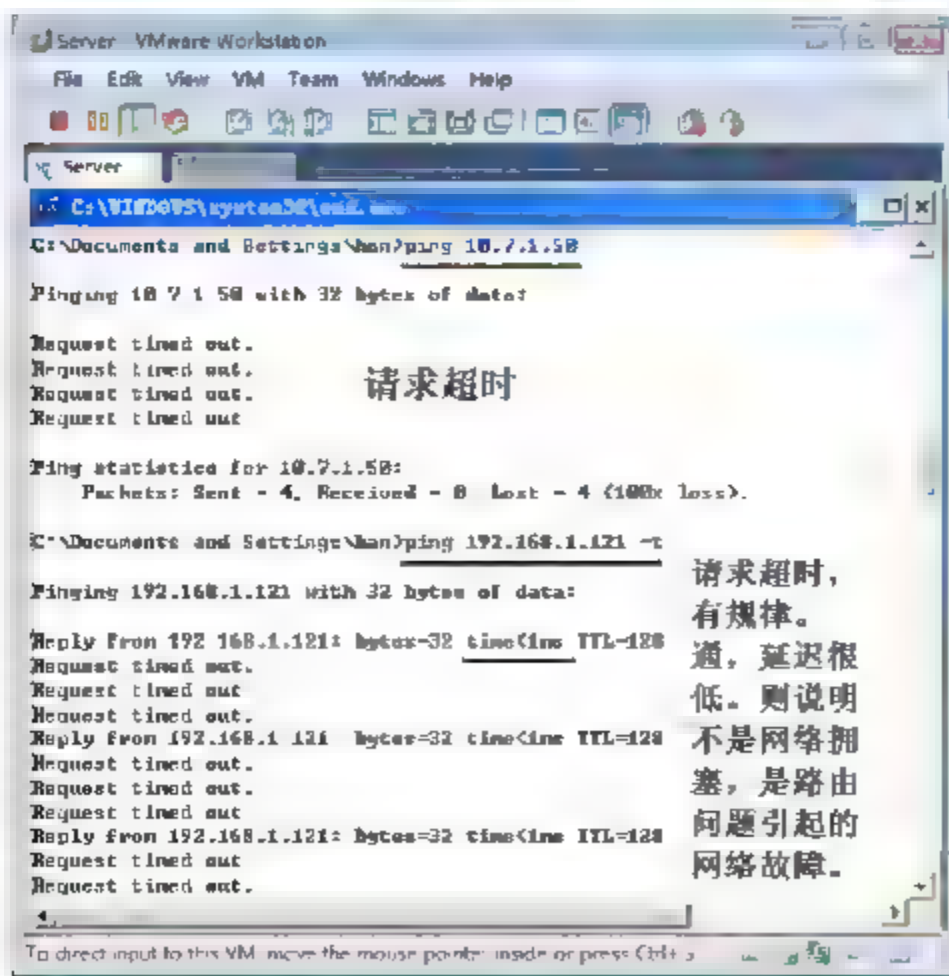 Server VMware Workstation
File Edit View VM Team Windows Help
Server
C:\WINDOWS\system32\cmd.exe
C:\Documents and Settings\han>ping 10.7.1.50
Pinging 10.7.1.50 with 32 bytes of data:
Request timed out.
Request timed out.
Request timed out.
Request timed out.
请求超时
Ping statistics for 10.7.1.50:
Packets: Sent = 4, Received = 0 Lost = 4 (100% loss).
C:\Documents and Settings\han>ping 192.168.1.121 -t
Pinging 192.168.1.121 with 32 bytes of data:
Reply from 192.168.1.121: bytes=32 time<1ms TTL=128
Request timed out.
Request timed out.
Request timed out.
Reply from 192.168.1.121: bytes=32 time<1ms TTL=128
Request timed out.
Request timed out.
Request timed out.
Reply from 192.168.1.121: bytes=32 time<1ms TTL=128
Request timed out.
Request timed out.
请求超时，
有规律。
通，延迟很
低。则说明
不是网络拥
塞，是路由
问题引起的
网络故障。
To direct input to this VM, move the mouse pointer inside or press Ctrl+